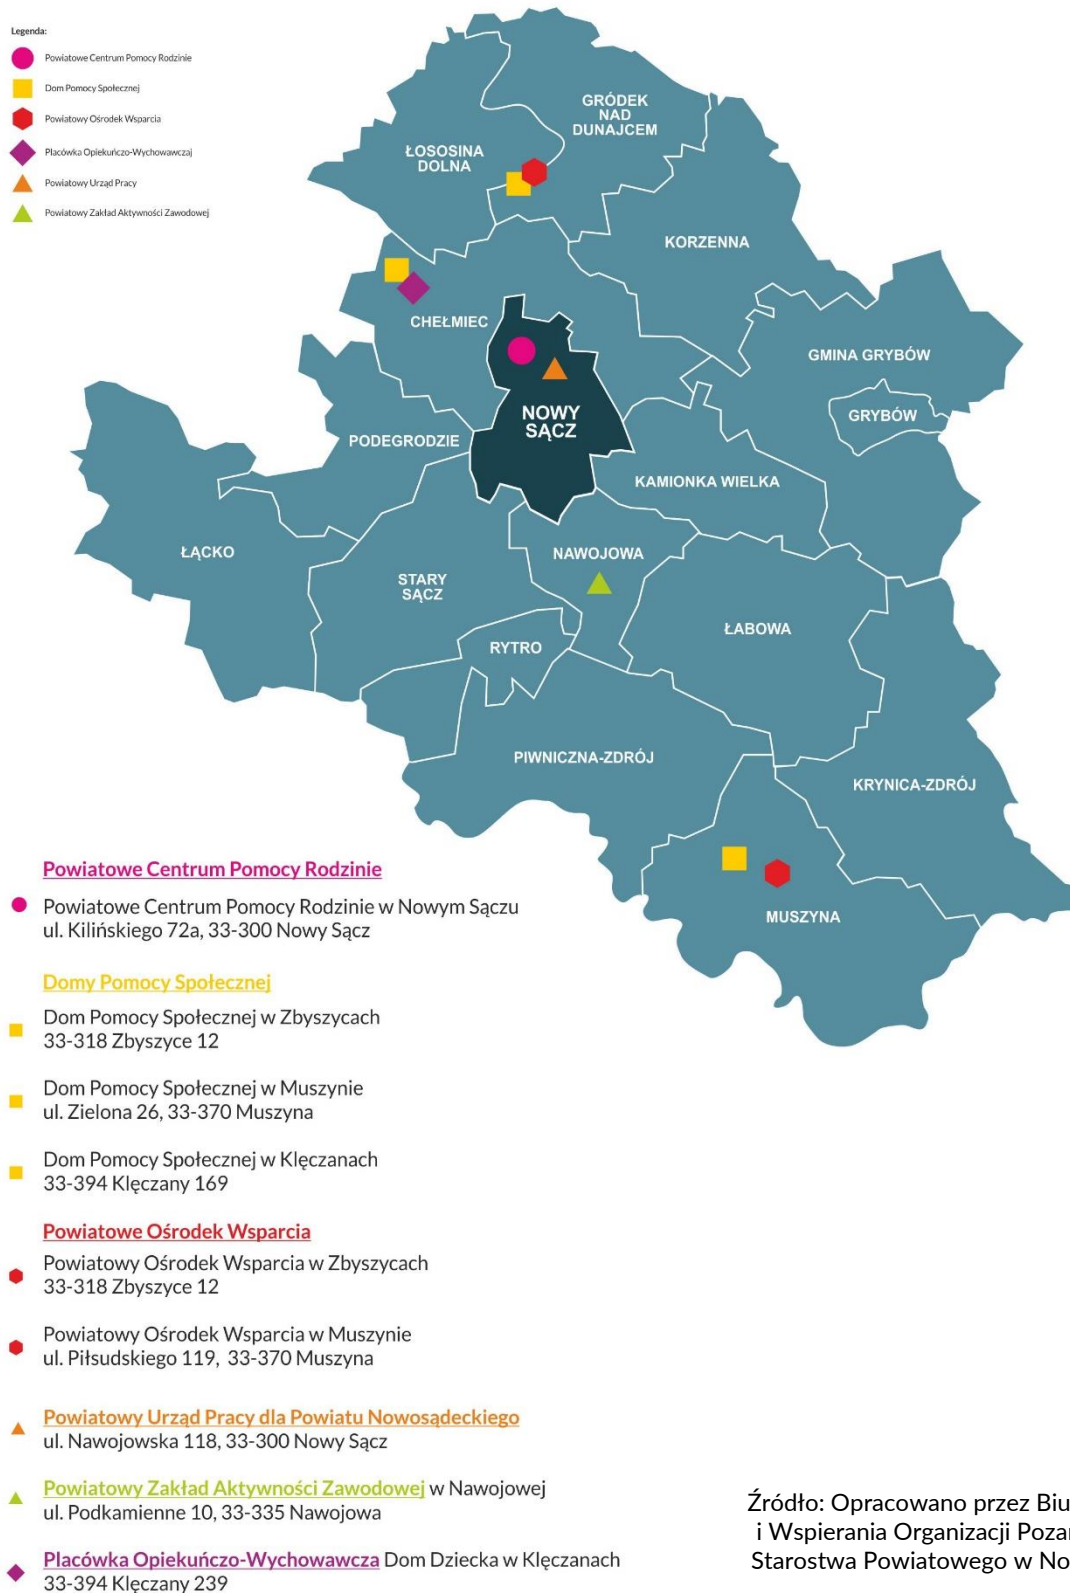 Legenda:
Powiatowe Centrum Pomocy Rodzinie
Dom Pomocy Społecznej
Powiatowy Ośrodek Wsparcia
Placówka Opiekuńczo-Wychowawczaj
Powiatowy Urząd Pracy
Powiatowy Zakład Aktywności Zawodowej
GRÓDEK
NAD
DUNAJCEM
ŁOSOSINA
DOLNA
KORZENNA
CHEŁMIEC
GMINA GRYBÓW
GRYBÓW
NOWY
SĄCZ
PODEGRODZIE
KAMIONKA WIELKA
ŁĄCKO
NAWOJOWA
STARY
SĄCZ
ŁABOWA
RYTRO
PIWNICZNA-ZDRÓJ
KRYNICA-ZDRÓJ
MUSZYNA
Powiatowe Centrum Pomocy Rodzinie
Powiatowe Centrum Pomocy Rodzinie w Nowym Sączu
ul. Kilińskiego 72a, 33-300 Nowy Sącz
Domy Pomocy Społecznej
Dom Pomocy Społecznej w Zbyszycach
33-318 Zbyszyce 12
Dom Pomocy Społecznej w Muszynie
ul. Zielona 26, 33-370 Muszyna
Dom Pomocy Społecznej w Klęczanach
33-394 Klęczany 169
Powiatowe Ośrodek Wsparcia
Powiatowy Ośrodek Wsparcia w Zbyszycach
33-318 Zbyszyce 12
Powiatowy Ośrodek Wsparcia w Muszynie
ul. Piłsudskiego 119, 33-370 Muszyna
Powiatowy Urząd Pracy dla Powiatu Nowosądeckiego
ul. Nawojowska 118, 33-300 Nowy Sącz
Powiatowy Zakład Aktywności Zawodowej w Nawojowej
ul. Podkamienne 10, 33-335 Nawojowa
Placówka Opiekuńczo-Wychowawcza Dom Dziecka w Klęczanach
33-394 Klęczany 239
Źródło: Opracowano przez Biu
i Wspierania Organizacji Pozar
Starostwa Powiatowego w No